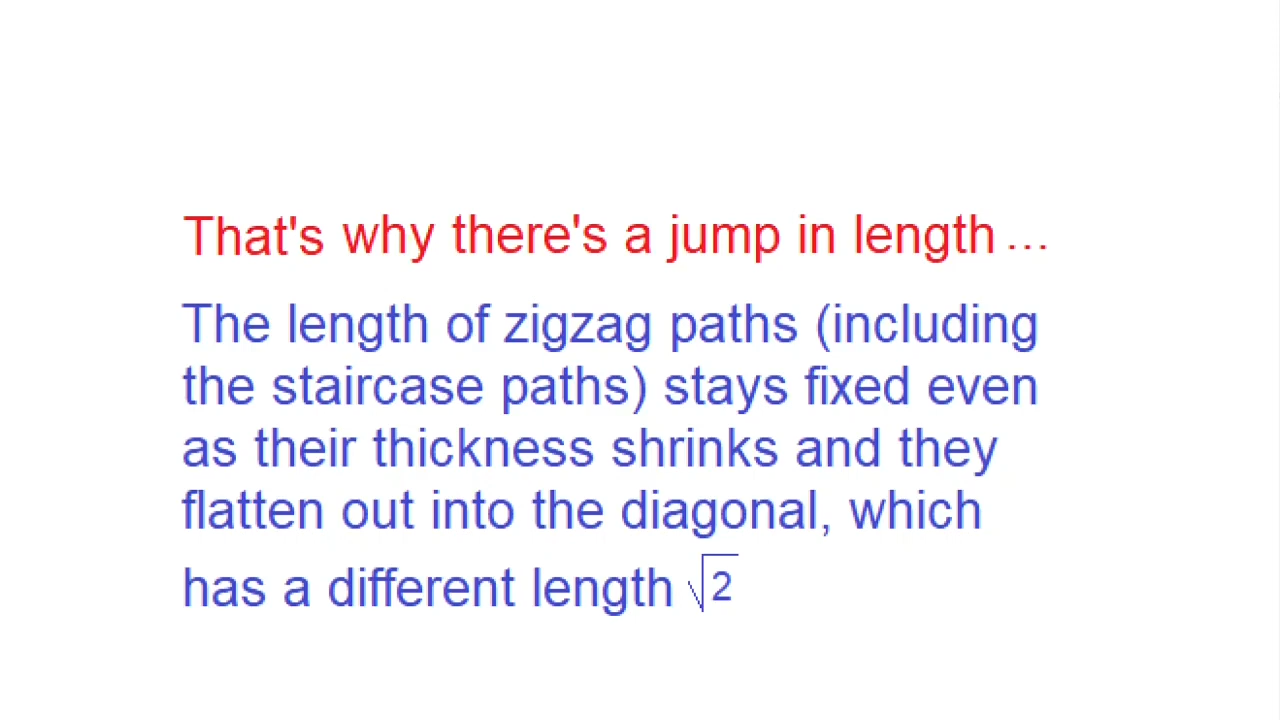 That's why there's a jump in length ...
The length of zigzag paths (including
the staircase paths) stays fixed even
as their thickness shrinks and they
flatten out into the diagonal, which
has a different length √2